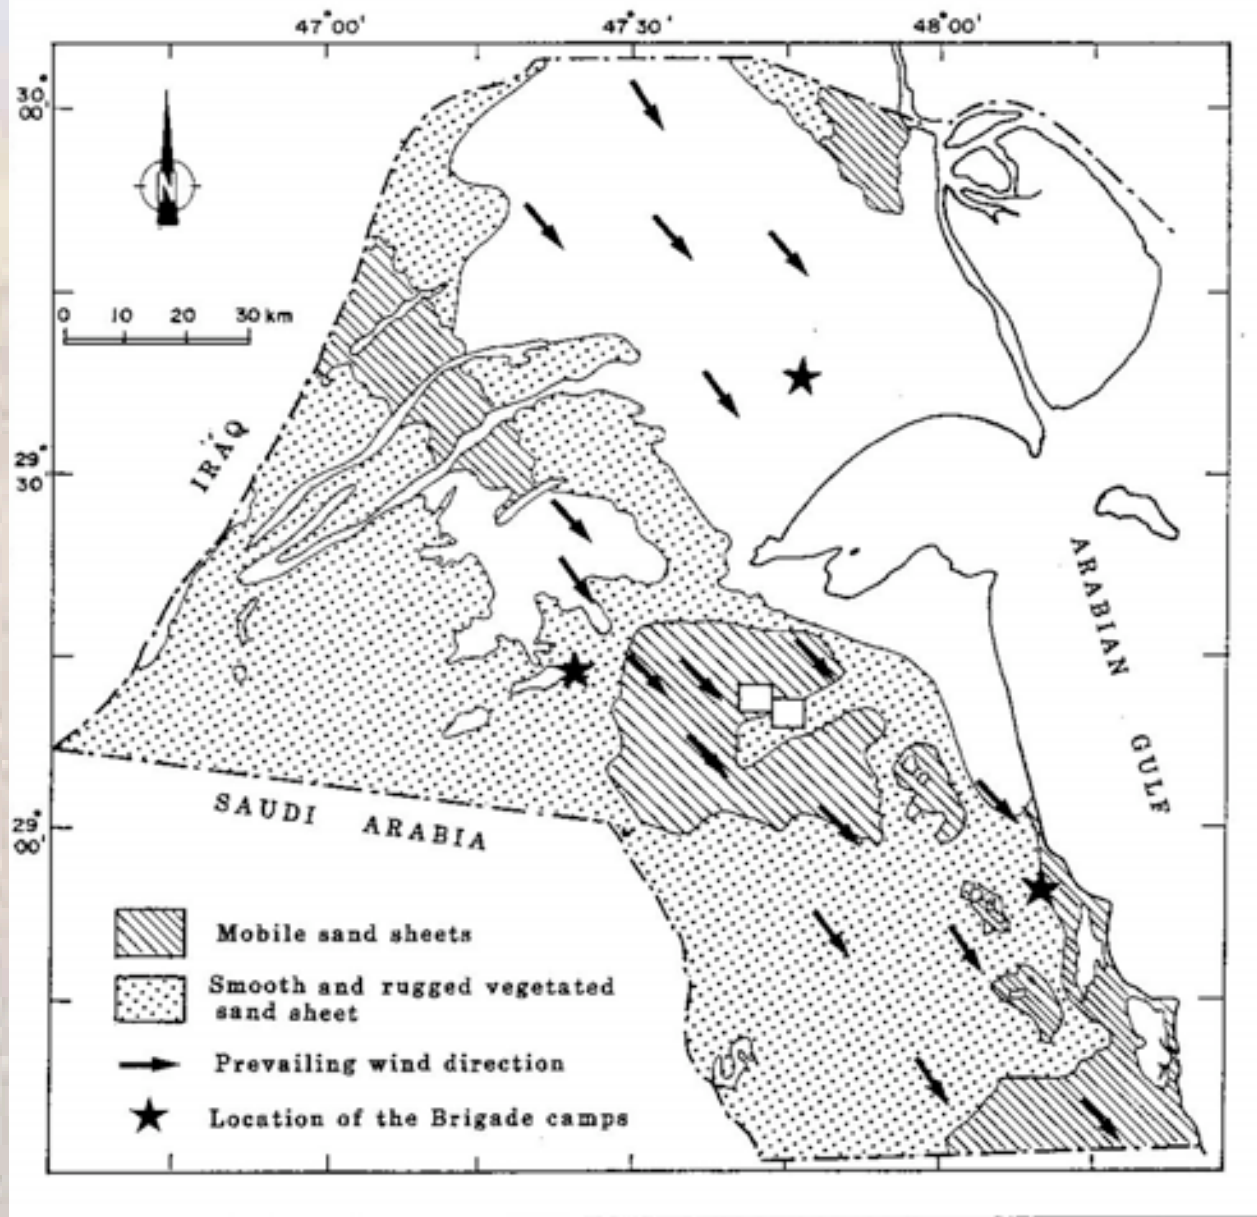 47°00'
47°30'
48°00'
30°
00'
N
0 10 20 30 km
IRAQ
29°
30
ARABIAN GULF
SAUDI ARABIA
29°
00'
Mobile sand sheets
Smooth and rugged vegetated
sand sheet
Prevailing wind direction
Location of the Brigade camps